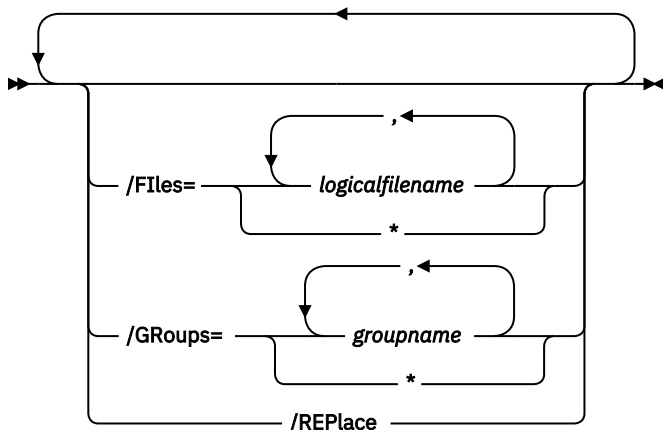 ,
/FIles= logicalfilename
*
,
/GRoups= groupname
*
/REPlace